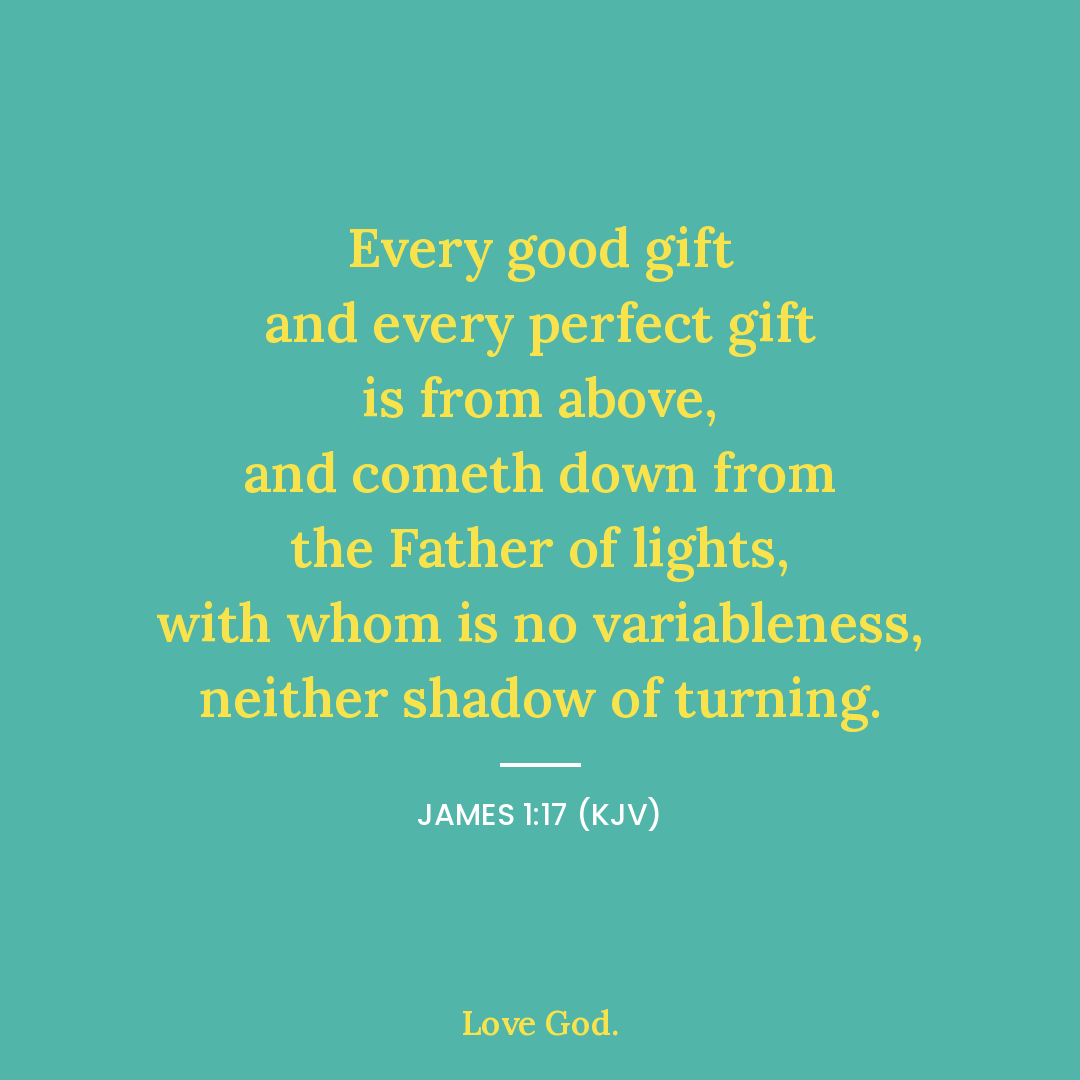 Every good gift
and every perfect gift
is from above,
and cometh down from
the Father of lights,
with whom is no variableness,
neither shadow of turning.
JAMES 1:17 (KJV)
Love God.